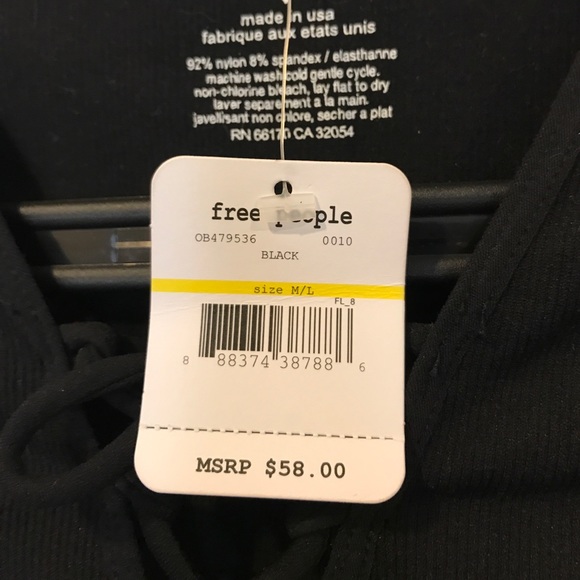 made in usa
fabrique aux etats unis
92% nylon 8% spandex / elasthanne
machine wash cold gentle cycle.
non-chlorine bleach, lay flat to dry
laver separement a la main.
javellisant non chlore, secher a plat
RN 66170 CA 32054
free people
OB479536 0010
BLACK
size M/L
FL_8
8 88374 38788 6
MSRP $58.00